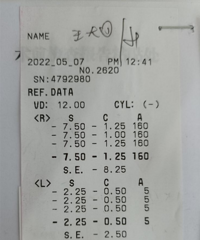 NAME
2022_05_07 PM 12:41
NO.2620
SN:4792980
REF.DATA
VD: 12.00 CYL: (-)
<R> S C A
- 7.50 - 1.25 160
- 7.50 - 1.00 160
- 7.50 - 1.25 160
- 7.50 - 1.25 160
S.E. - 8.25
<L> S C A
- 2.25 - 0.50 5
- 2.25 - 0.50 5
- 2.25 - 0.50 5
- 2.25 - 0.50 5
S.E. - 2.50